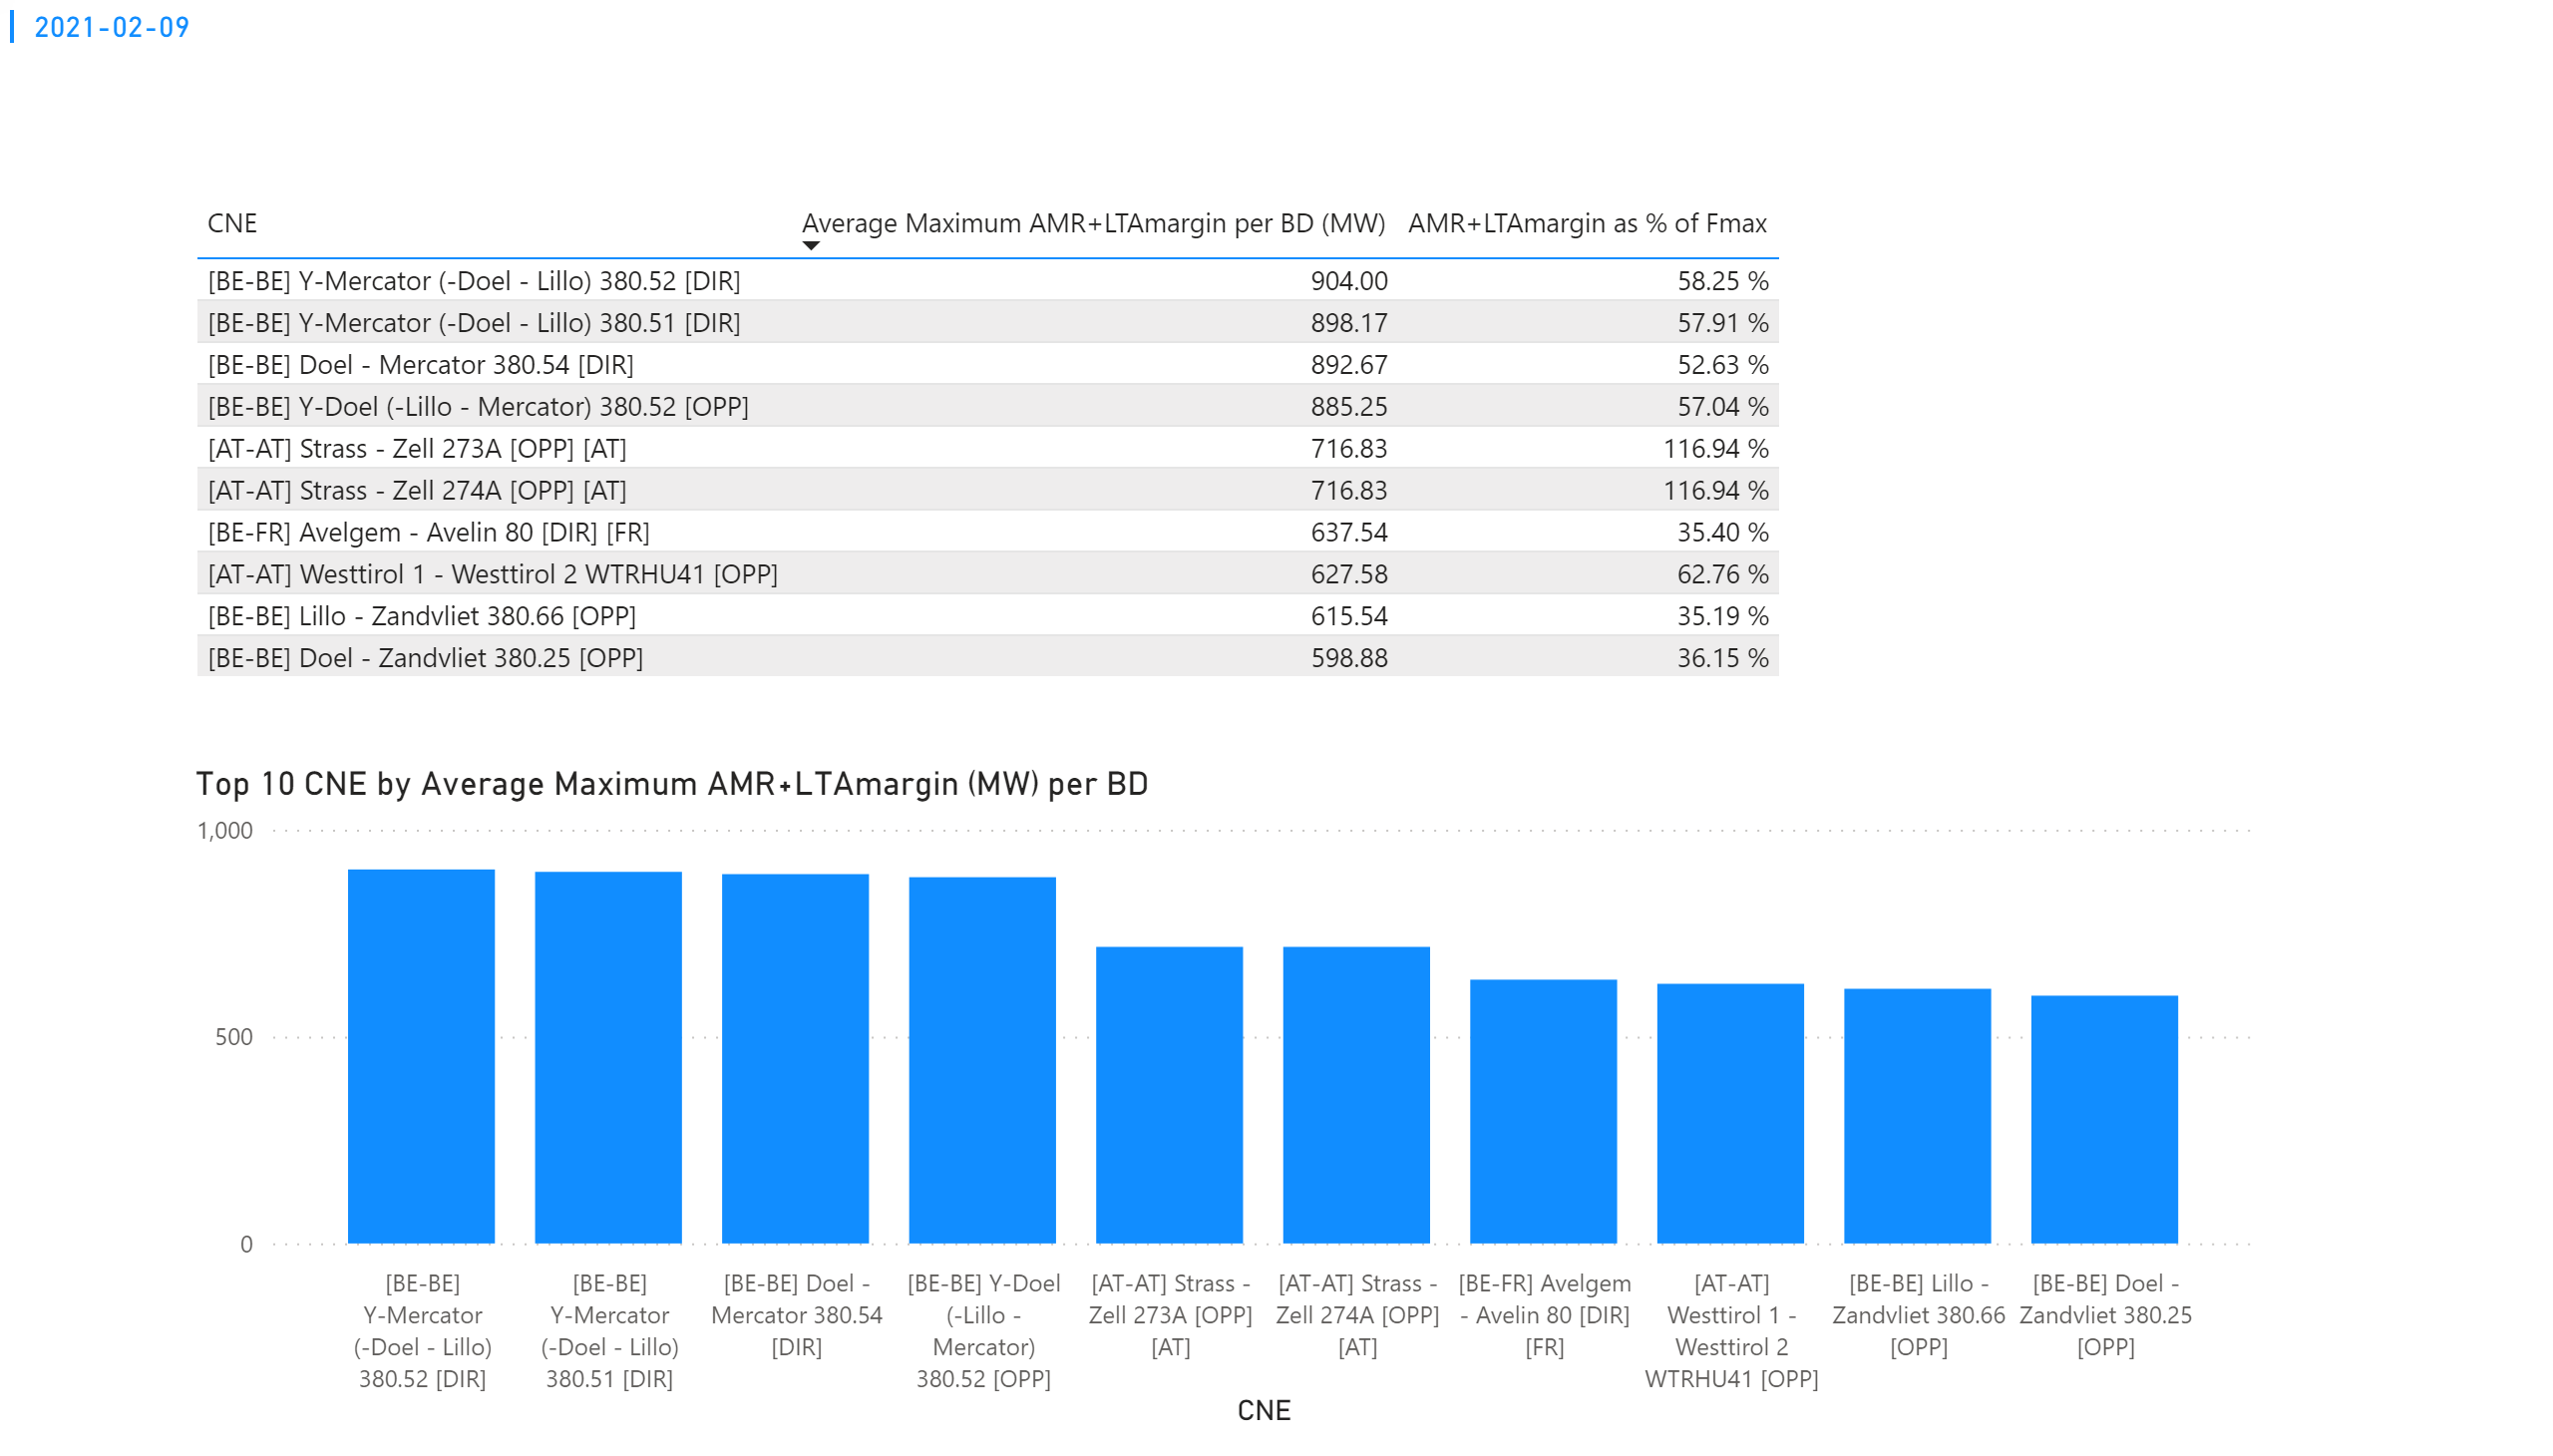 2021-02-09
CNE Average Maximum AMR+LTAmargin per BD (MW) AMR+LTAmargin as % of Fmax
[BE-BE] Y-Mercator (-Doel - Lillo) 380.52 [DIR] 904.00 58.25 %
[BE-BE] Y-Mercator (-Doel - Lillo) 380.51 [DIR] 898.17 57.91 %
[BE-BE] Doel - Mercator 380.54 [DIR] 892.67 52.63 %
[BE-BE] Y-Doel (-Lillo - Mercator) 380.52 [OPP] 885.25 57.04 %
[AT-AT] Strass - Zell 273A [OPP] [AT] 716.83 116.94 %
[AT-AT] Strass - Zell 274A [OPP] [AT] 716.83 116.94 %
[BE-FR] Avelgem - Avelin 80 [DIR] [FR] 637.54 35.40 %
[AT-AT] Westtirol 1 - Westtirol 2 WTRHU41 [OPP] 627.58 62.76 %
[BE-BE] Lillo - Zandvliet 380.66 [OPP] 615.54 35.19 %
[BE-BE] Doel - Zandvliet 380.25 [OPP] 598.88 36.15 %
Top 10 CNE by Average Maximum AMR+LTAmargin (MW) per BD
1,000
500
0
[BE-BE]
Y-Mercator
(-Doel - Lillo)
380.52 [DIR]
[BE-BE]
Y-Mercator
(-Doel - Lillo)
380.51 [DIR]
[BE-BE] Doel -
Mercator 380.54
[DIR]
[BE-BE] Y-Doel
(-Lillo -
Mercator)
380.52 [OPP]
[AT-AT] Strass -
Zell 273A [OPP]
[AT]
[AT-AT] Strass -
Zell 274A [OPP]
[AT]
[BE-FR] Avelgem
- Avelin 80 [DIR]
[FR]
[AT-AT]
Westtirol 1 -
Westtirol 2
WTRHU41 [OPP]
[BE-BE] Lillo -
Zandvliet 380.66
[OPP]
[BE-BE] Doel -
Zandvliet 380.25
[OPP]
CNE